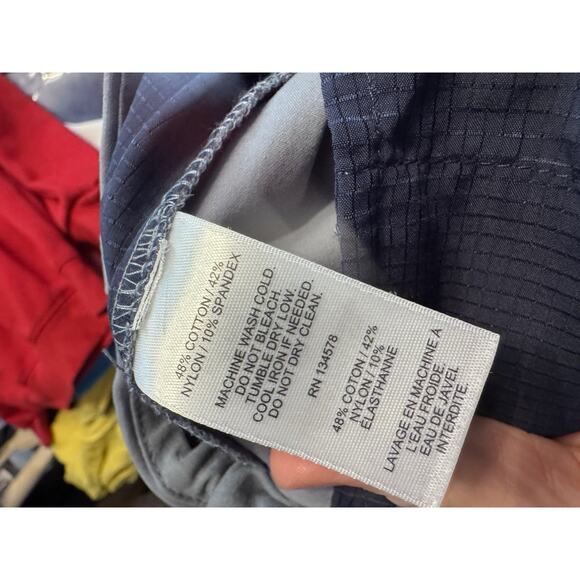 48% COTTON / 42%
NYLON / 10% SPANDEX
MACHINE WASH COLD
DO NOT BLEACH
TUMBLE DRY LOW.
COOL IRON IF NEEDED.
DO NOT DRY CLEAN.
RN 134578
48% COTON / 42%
NYLON / 10%
ELASTHANNE
LAVAGE EN MACHINE A
L'EAU FROIDE.
EAU DE JAVEL
INTERDITE.